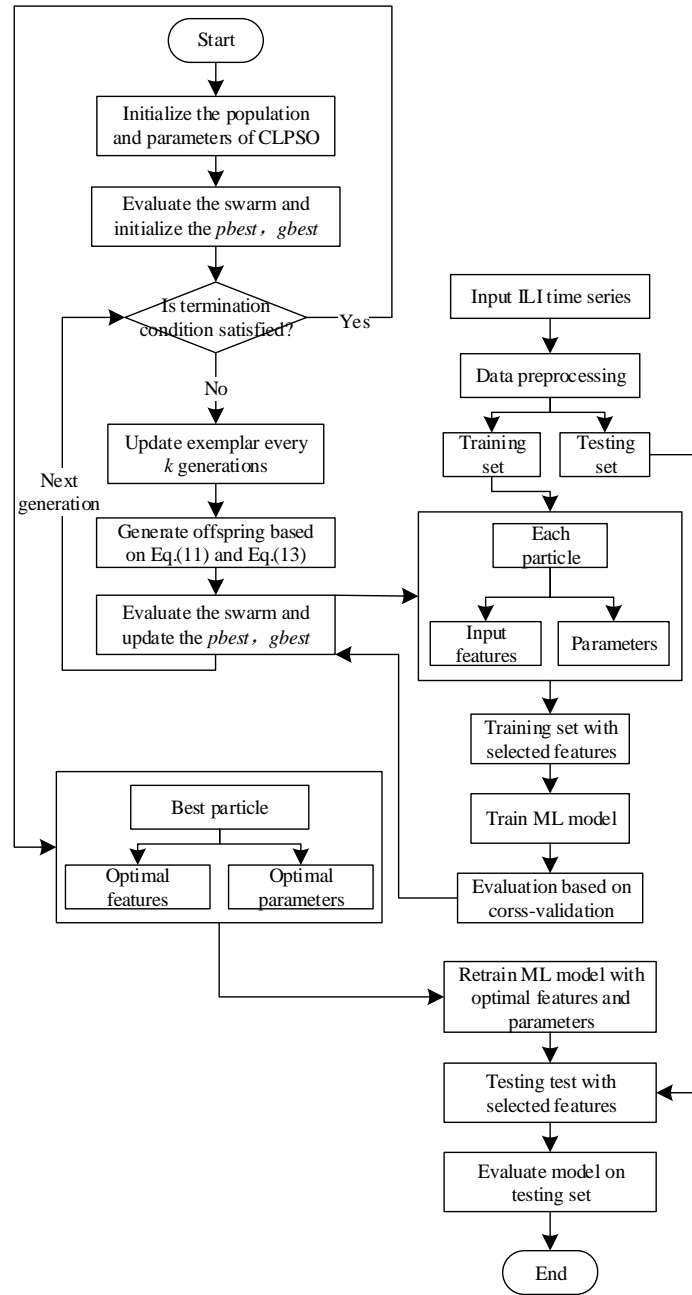 Start
Initialize the population
and parameters of CLPSO
Evaluate the swarm and
initialize the pbest，gbest
Is termination
condition satisfied?
Yes
No
Update exemplar every
k generations
Next
generation
Generate offspring based
on Eq.(11) and Eq.(13)
Evaluate the swarm and
update the pbest，gbest
Input ILI time series
Data preprocessing
Training
set
Testing
set
Each
particle
Input
features
Parameters
Training set with
selected features
Train ML model
Evaluation based on
corss-validation
Best particle
Optimal
features
Optimal
parameters
Retrain ML model with
optimal features and
parameters
Testing test with
selected features
Evaluate model on
testing set
End